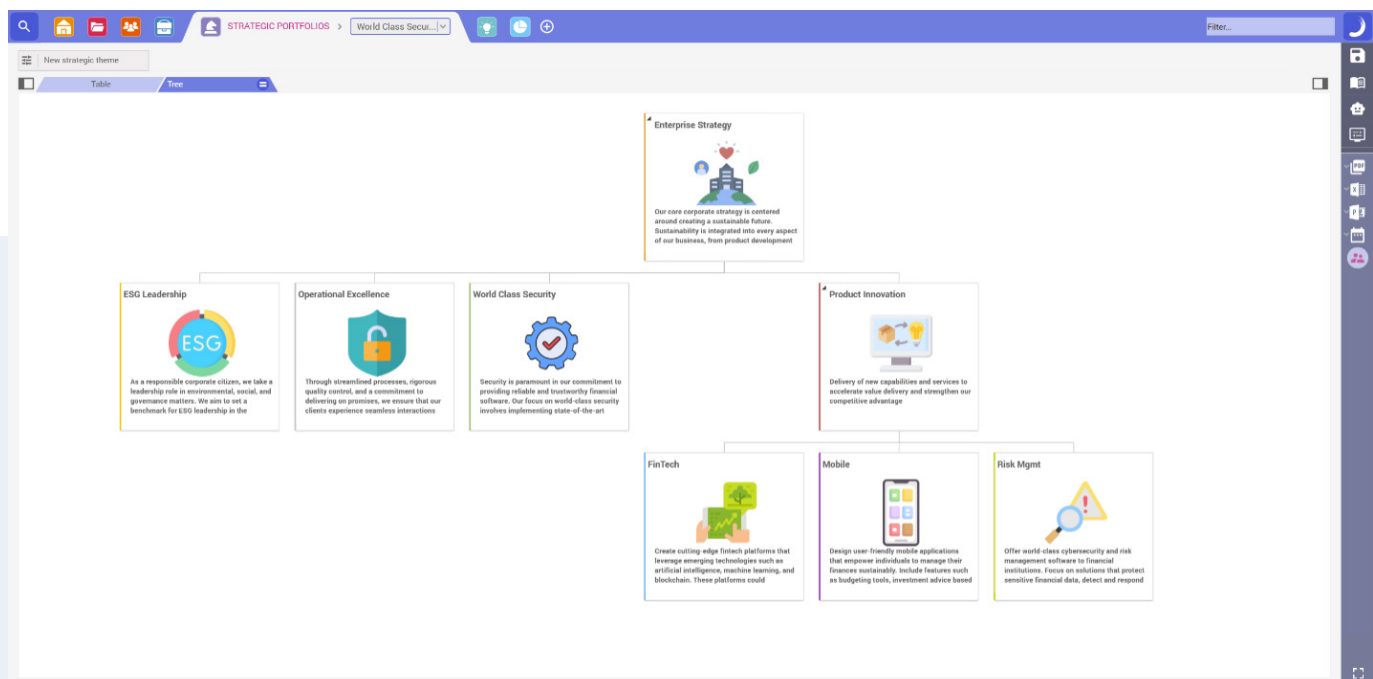 STRATEGIC PORTFOLIOS > World Class Secur... Filter...
New strategic theme
Table Tree
Enterprise Strategy
Our core corporate strategy is centered
around creating a sustainable future.
Sustainability is integrated into every aspect
of our business, from product development
ESG Leadership
ESG
As a responsible corporate citizen, we take a
leadership role in environmental, social, and
governance matters. We aim to set a
benchmark for ESG leadership in the
Operational Excellence
Through streamlined processes, rigorous
quality control, and a commitment to
delivering on promises, we ensure that our
clients experience seamless interactions
World Class Security
Security is paramount in our commitment to
providing reliable and trustworthy financial
software. Our focus on world-class security
involves implementing state-of-the-art
Product Innovation
Delivery of new capabilities and services to
accelerate value delivery and strengthen our
competitive advantage
FinTech
Create cutting-edge fintech platforms that
leverage emerging technologies such as
artificial intelligence, machine learning, and
blockchain. These platforms could
Mobile
Design user-friendly mobile applications
that empower individuals to manage their
finances sustainably. Include features such
as budgeting tools, investment advice based
Risk Mgmt
Offer world-class cybersecurity and risk
management software to financial
institutions. Focus on solutions that protect
sensitive financial data, detect and respond
PDF
X
P